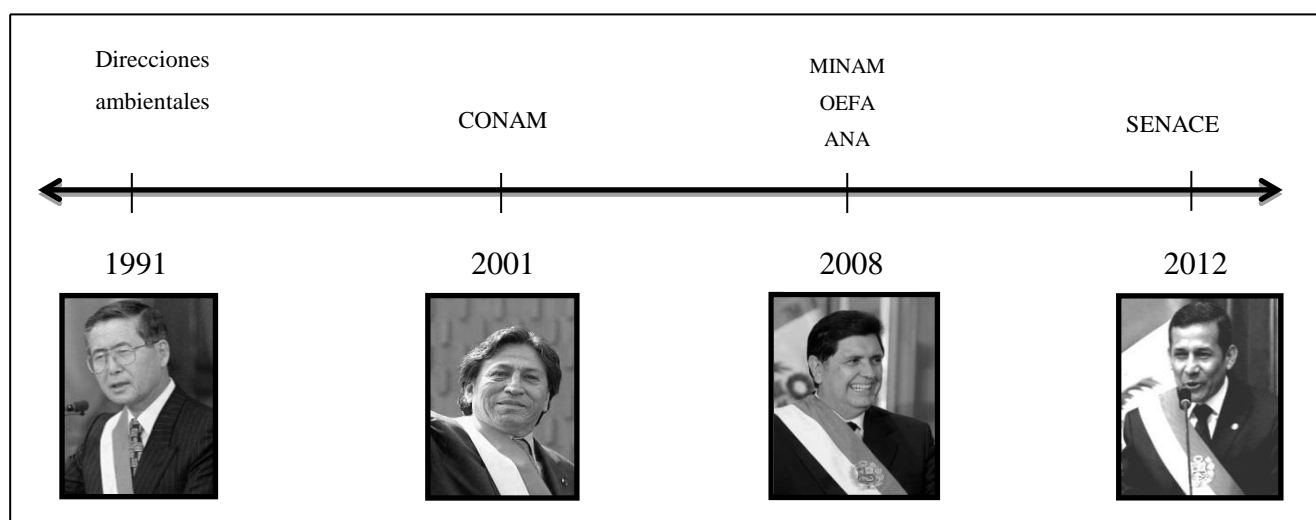 Direcciones
ambientales
CONAM
MINAM
OEFA
ANA
SENACE
1991
2001
2008
2012